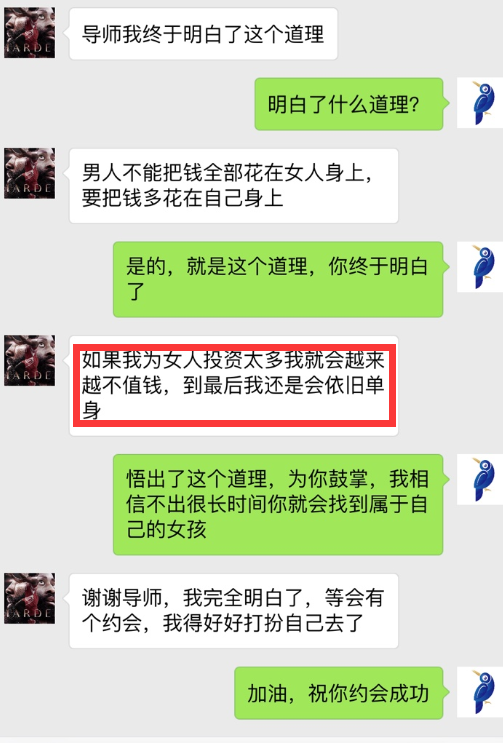 导师我终于明白了这个道理
明白了什么道理？
男人不能把钱全部花在女人身上，
要把钱多花在自己身上
是的，就是这个道理，你终于明白
了
如果我为女人投资太多我就会越来
越不值钱，到最后我还是会依旧单
身
悟出了这个道理，为你鼓掌，我相
信不出很长时间你就会找到属于自
己的女孩
谢谢导师，我完全明白了，等会有
个约会，我得好好打扮自己去了
加油，祝你约会成功